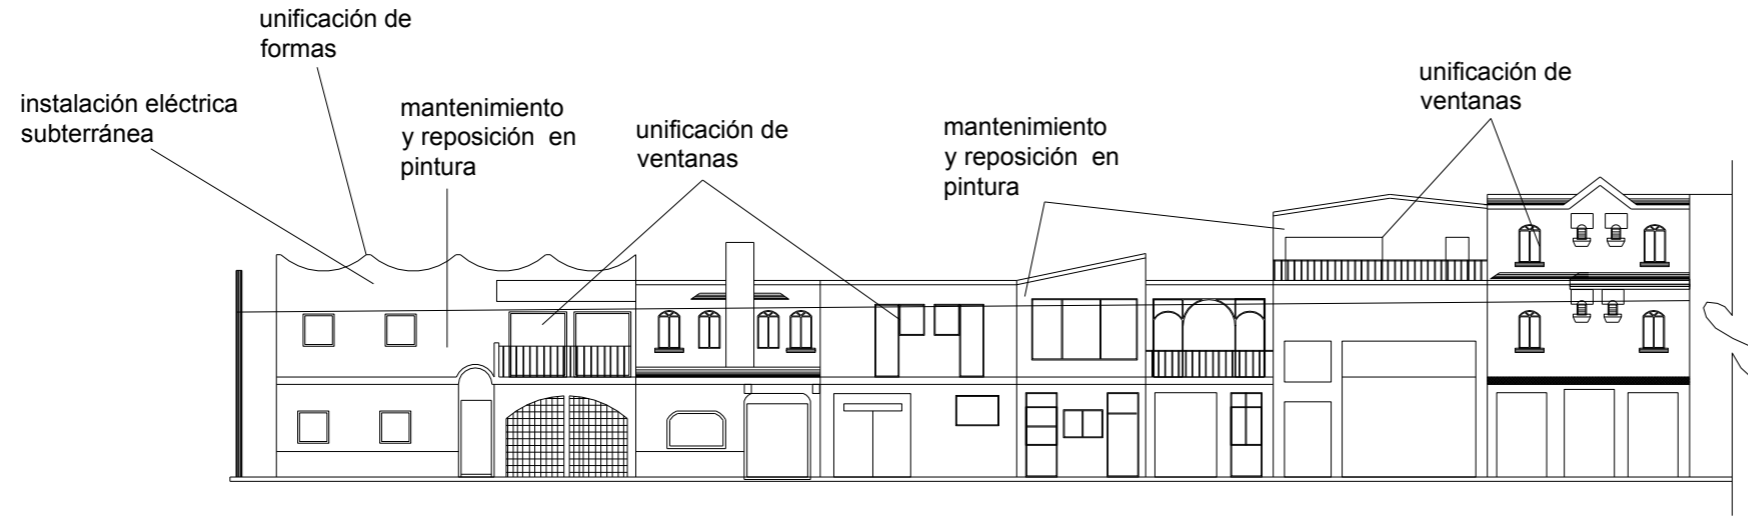 unificación de
formas
instalación eléctrica
subterránea
mantenimiento
y reposición en
pintura
unificación de
ventanas
mantenimiento
y reposición en
pintura
unificación de
ventanas